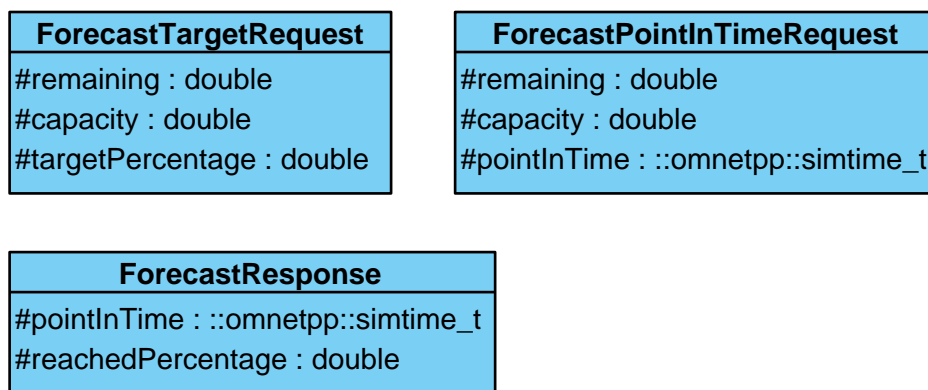 ForecastTargetRequest
#remaining : double
#capacity : double
#targetPercentage : double
ForecastPointInTimeRequest
#remaining : double
#capacity : double
#pointInTime : ::omnetpp::simtime_t
ForecastResponse
#pointInTime : ::omnetpp::simtime_t
#reachedPercentage : double